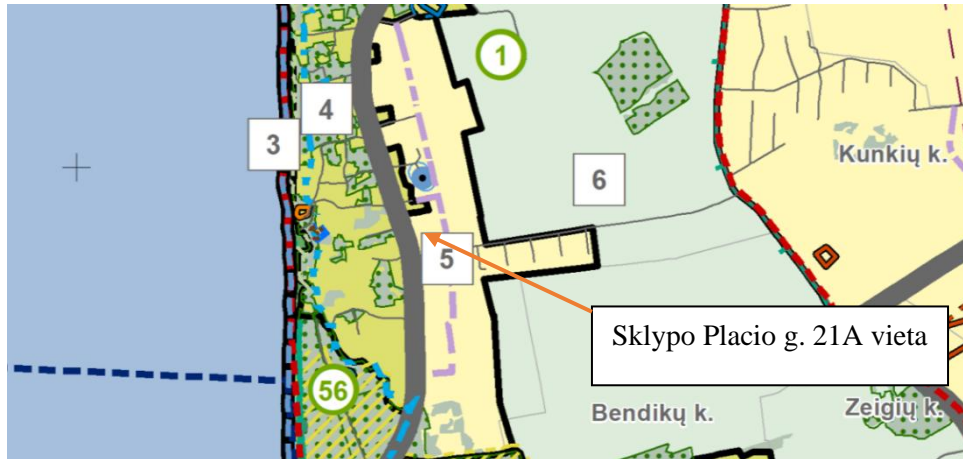 1
4
3
Kunkių k.
6
5
Sklypo Placio g. 21A vieta
56
Bendikų k.
Zeigių k.